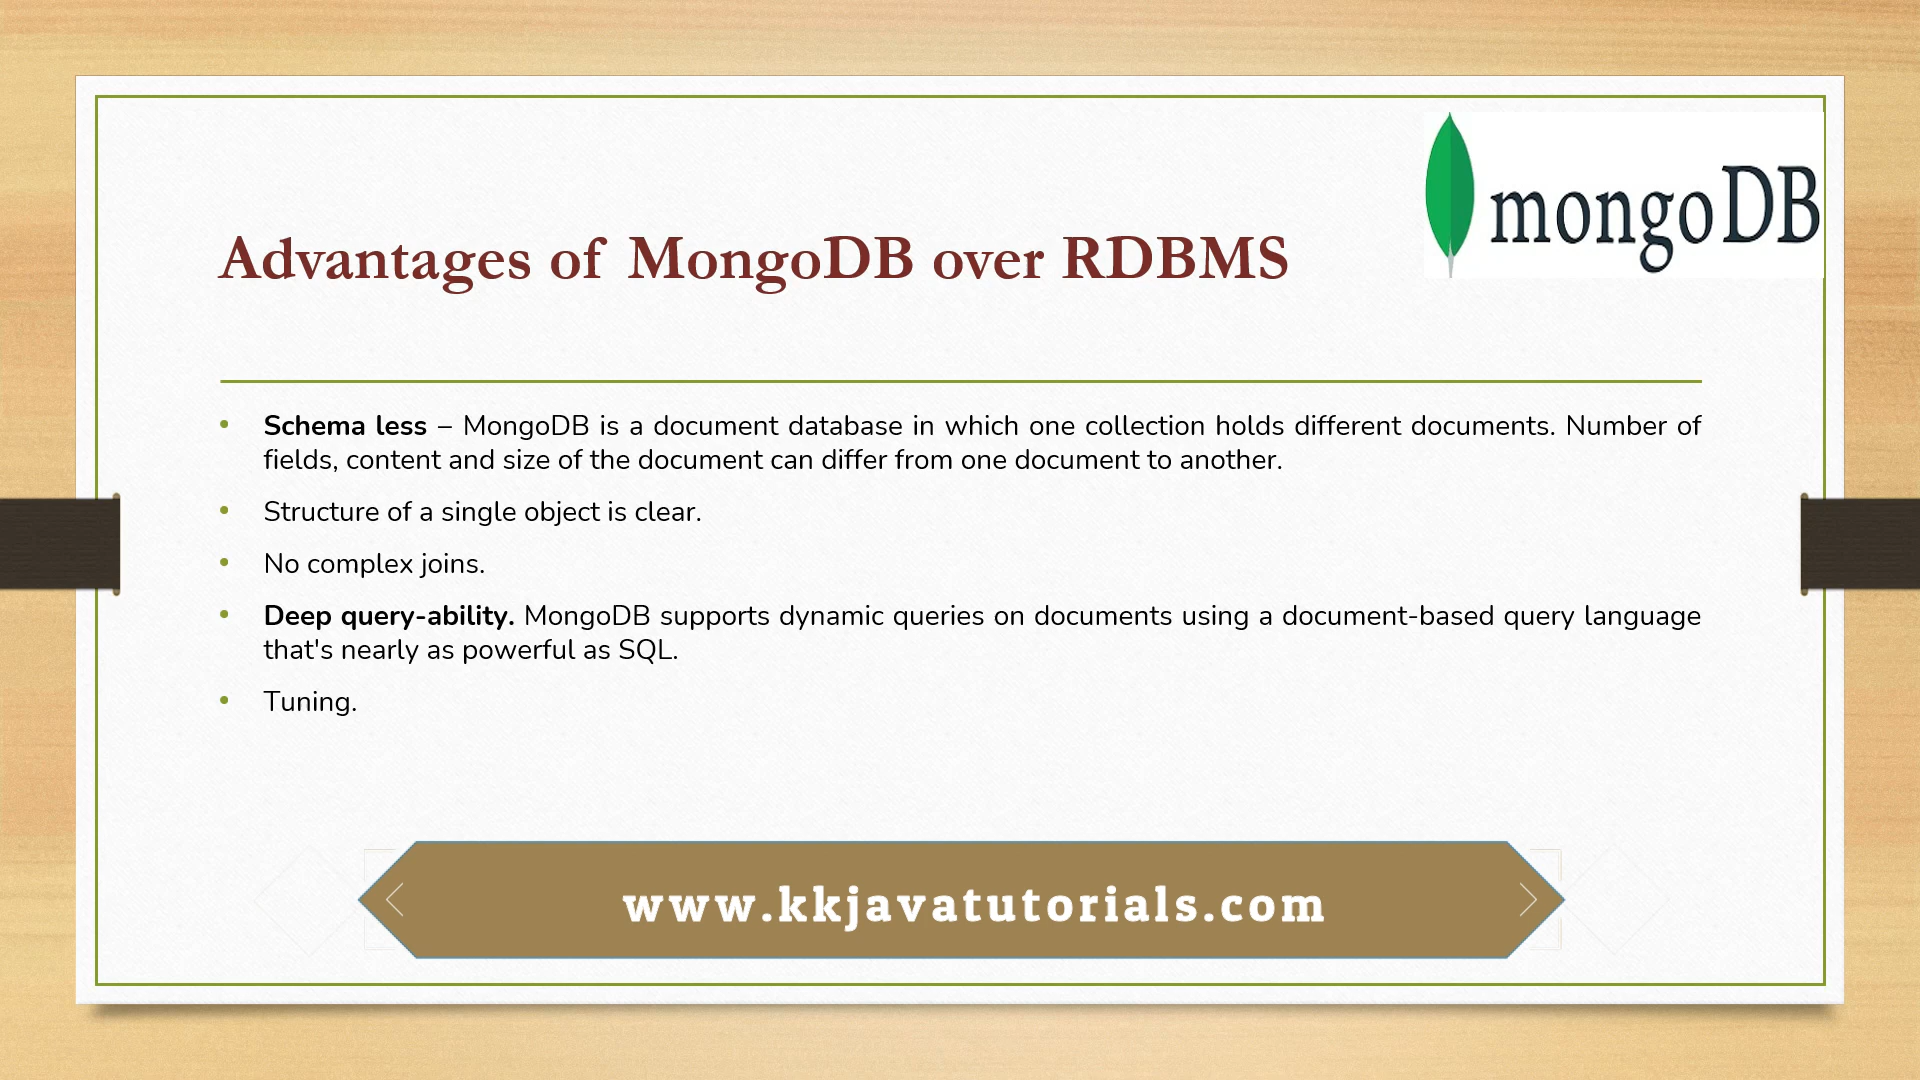 mongoDB
Advantages of MongoDB over RDBMS
• Schema less – MongoDB is a document database in which one collection holds different documents. Number of
fields, content and size of the document can differ from one document to another.
• Structure of a single object is clear.
• No complex joins.
• Deep query-ability. MongoDB supports dynamic queries on documents using a document-based query language
that's nearly as powerful as SQL.
• Tuning.
www.kkjavatutorials.com